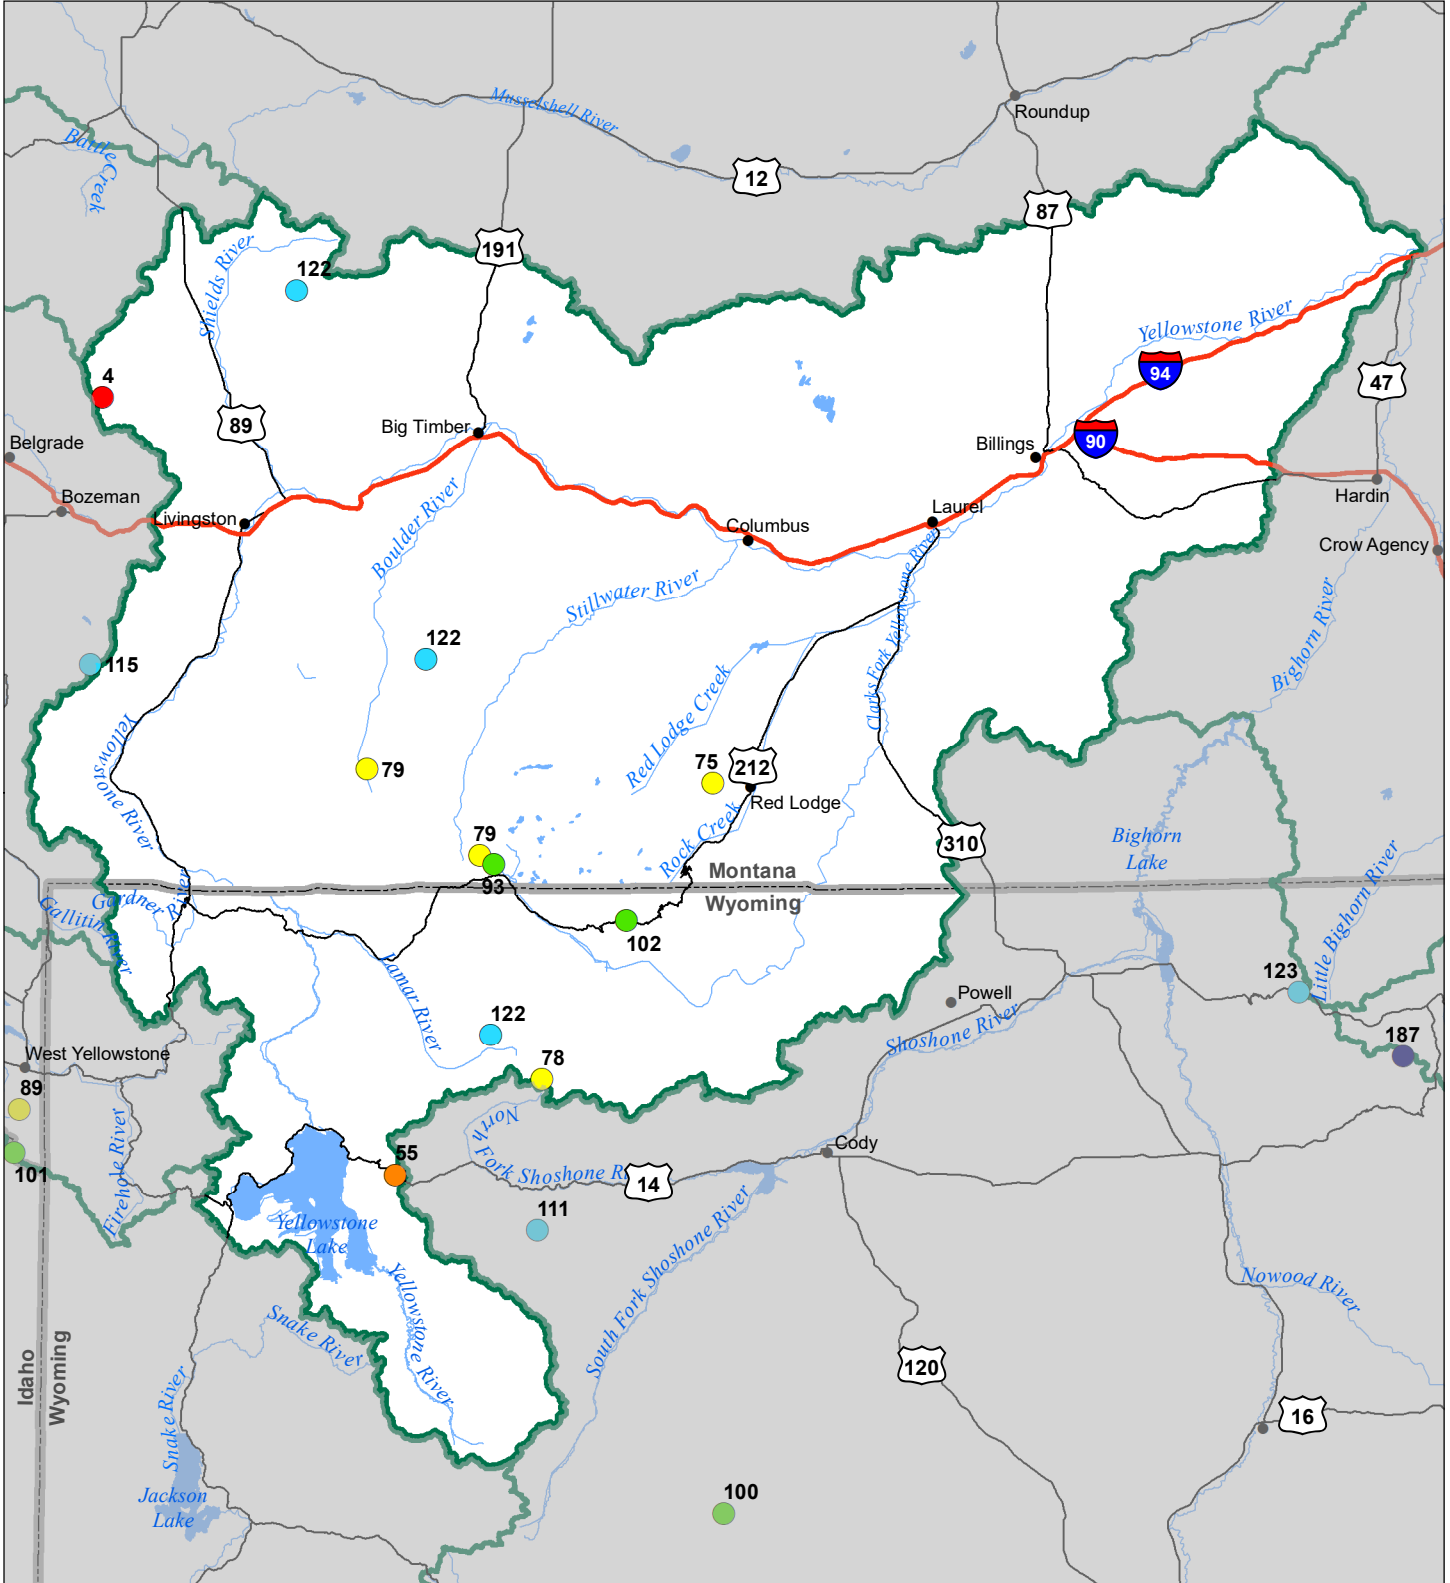 Musselshell River
Roundup
Battle
Creek
12
87
191
Shields River
122
Yellowstone River
94
4
47
89
Big Timber
90
Belgrade
Billings
Bozeman
Hardin
Livingston
Laurel
Columbus
Crow Agency
Boulder River
Stillwater River
Clarks Fork Yellowstone River
Bighorn River
122
115
Red Lodge Creek
Yellowstone River
79
75
212
Red Lodge
79
Rock Creek
310
Bighorn
Lake
93
Montana
Wyoming
Gardner River
Gallitin River
Little Bighorn River
102
123
Lamar River
Powell
122
Shoshone River
187
West Yellowstone
78
89
North
Fork Shoshone
Firehole River
Cody
55
101
14
111
Yellowstone
Lake
South Fork Shoshone River
Yellowstone River
Nowood River
Snake River
Idaho
Wyoming
120
Snake River
16
Jackson
Lake
100